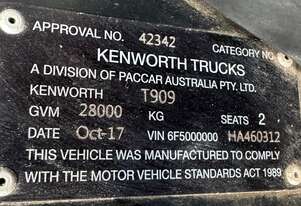 APPROVAL NO. 42342 CATEGORY NO
KENWORTH TRUCKS
A DIVISION OF PACCAR AUSTRALIA PTY. LTD.
KENWORTH T909
GVM 28000 KG SEATS 2
DATE Oct-17 VIN 6F5000000 HA460312
THIS VEHICLE WAS MANUFACTURED TO COMPLY
WITH THE MOTOR VEHICLE STANDARDS ACT 1989